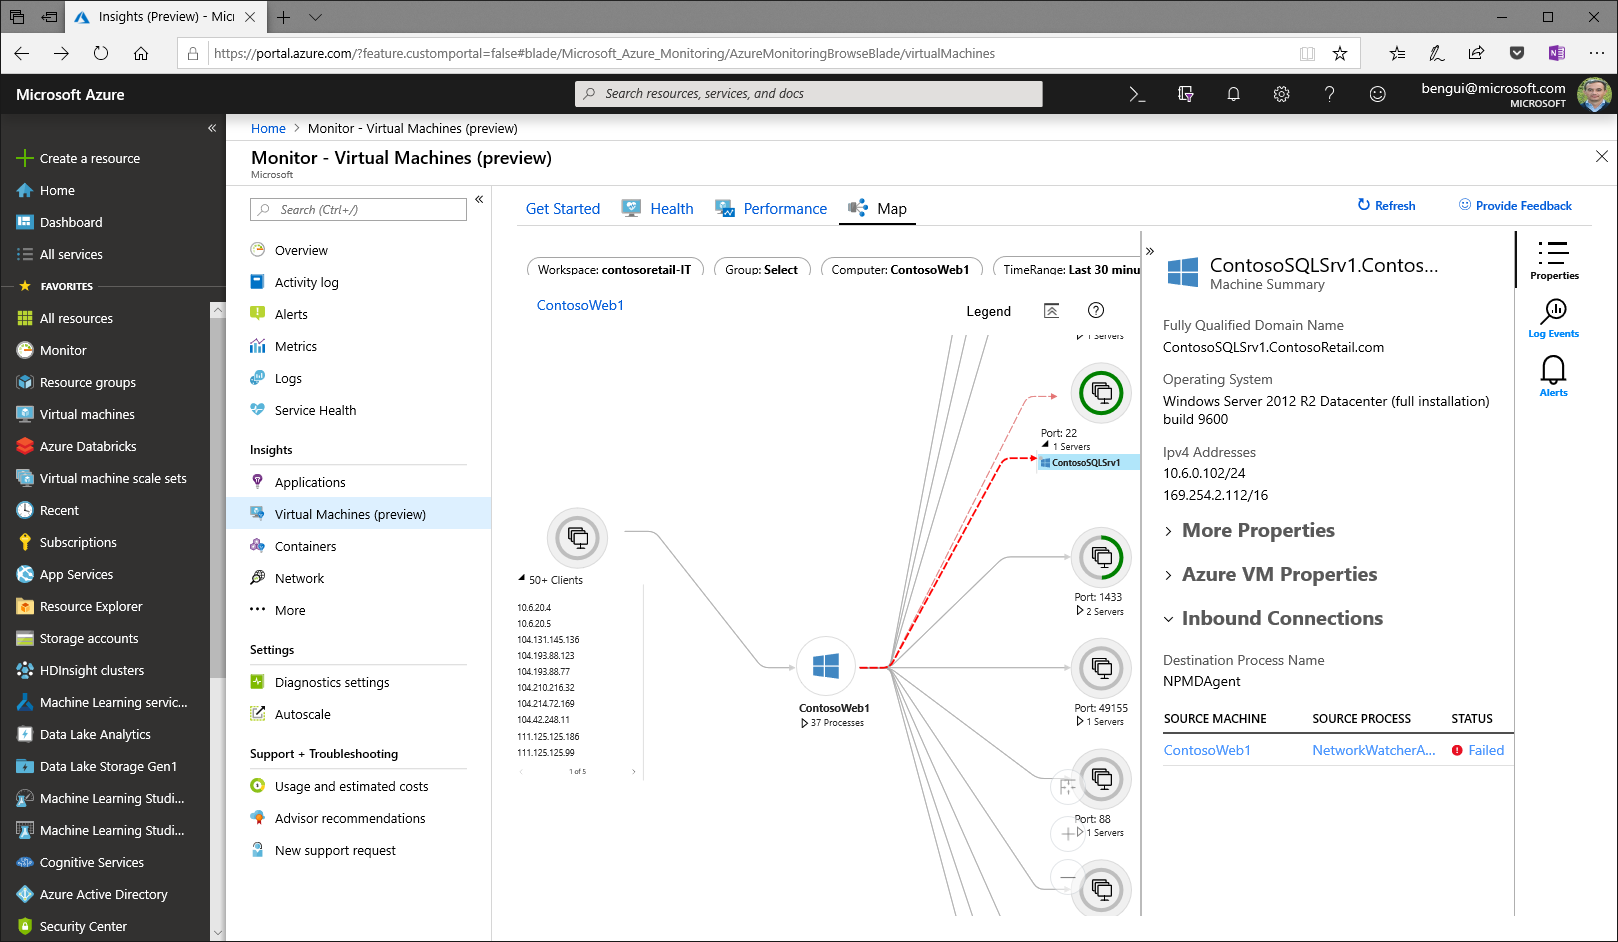 Insights (Preview) - Mic
https://portal.azure.com/?feature.customportal=false#blade/Microsoft_Azure_Monitoring/AzureMonitoringBrowseBlade/virtualMachines
Microsoft Azure
Search resources, services, and docs
bengui@microsoft.com
MICROSOFT
Create a resource
Home
Dashboard
All services
FAVORITES
All resources
Monitor
Resource groups
Virtual machines
Azure Databricks
Virtual machine scale sets
Recent
Subscriptions
App Services
Resource Explorer
Storage accounts
HDInsight clusters
Machine Learning servic...
Data Lake Analytics
Data Lake Storage Gen1
Machine Learning Studi...
Machine Learning Studi...
Cognitive Services
Azure Active Directory
Security Center
Home > Monitor - Virtual Machines (preview)
Monitor - Virtual Machines (preview)
Microsoft
Search (Ctrl+/)
Overview
Activity log
Alerts
Metrics
Logs
Service Health
Insights
Applications
Virtual Machines (preview)
Containers
Network
More
Settings
Diagnostics settings
Autoscale
Support + Troubleshooting
Usage and estimated costs
Advisor recommendations
New support request
Get Started
Health
Performance
Map
Refresh
Provide Feedback
Workspace: contosoretail-IT
Group: Select
Computer: ContosoWeb1
TimeRange: Last 30 minu
ContosoWeb1
Legend
1 Servers
Port: 22
1 Servers
ContosoSQLSrv1
50+ Clients
10.6.20.4
10.6.20.5
104.131.145.136
104.193.88.123
104.193.88.77
104.210.216.32
104.214.72.169
104.42.248.11
111.125.125.186
111.125.125.99
1 of 5
ContosoWeb1
37 Processes
Port: 1433
2 Servers
Port: 49155
1 Servers
Port: 88
1 Servers
ContosoSQLSrv1.Contos...
Machine Summary
Fully Qualified Domain Name
ContosoSQLSrv1.ContosoRetail.com
Operating System
Windows Server 2012 R2 Datacenter (full installation)
build 9600
Ipv4 Addresses
10.6.0.102/24
169.254.2.112/16
More Properties
Azure VM Properties
Inbound Connections
Destination Process Name
NPMDAgent
SOURCE MACHINE SOURCE PROCESS STATUS
ContosoWeb1 NetworkWatcherA... Failed
Properties
Log Events
Alerts